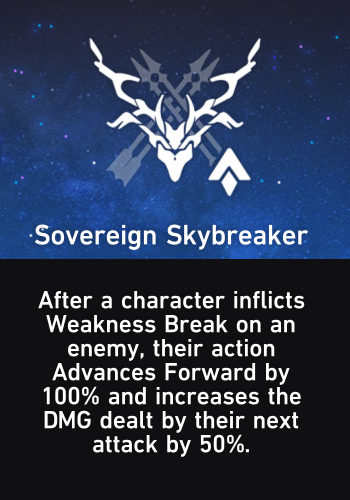 Sovereign Skybreaker
After a character inflicts
Weakness Break on an
enemy, their action
Advances Forward by
100% and increases the
DMG dealt by their next
attack by 50%.